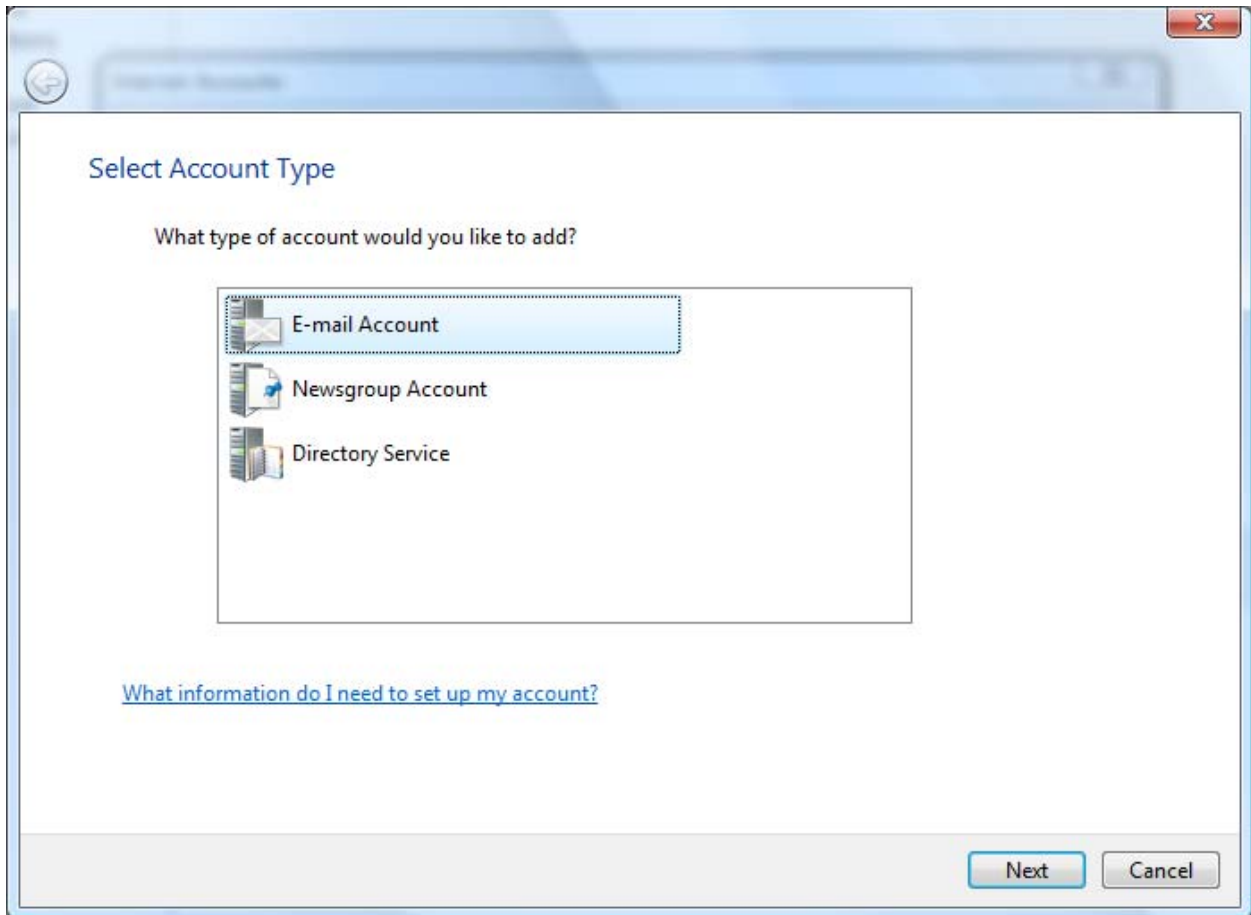 Select Account Type
What type of account would you like to add?
E-mail Account
Newsgroup Account
Directory Service
What information do I need to set up my account?
Next
Cancel